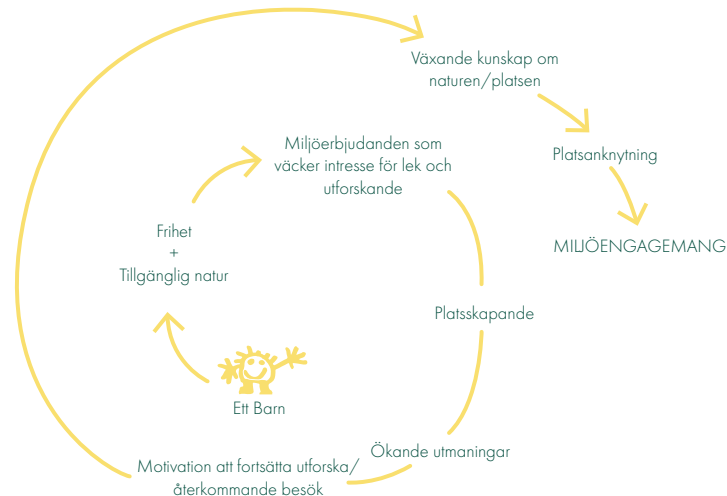 Växande kunskap om
naturen/platsen
Miljöerbjudanden som
väcker intresse för lek och
utforskande
Platsanknytning
Frihet
+
Tillgänglig natur
MILJÖENGAGEMANG
Platsskapande
Ett Barn
Ökande utmaningar
Motivation att fortsätta utforska/
återkommande besök